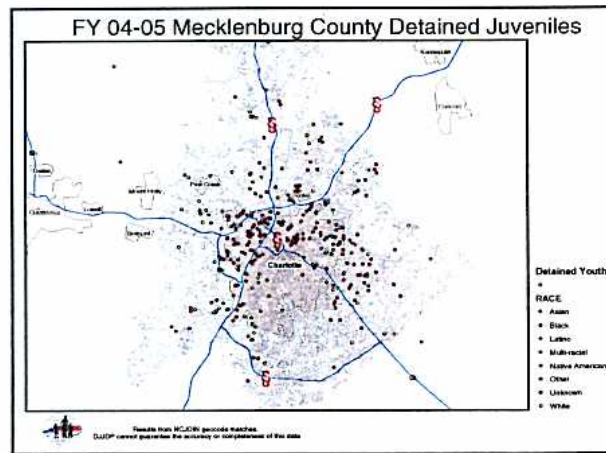 FY 04-05 Mecklenburg County Detained Juveniles
Charlotte
Detained Youth
RACE
Asian
Black
Latino
Multi-racial
Native American
Other
Unknown
White
Results from NCJOIN geocode matches.
DJJDP cannot guarantee the accuracy or completeness of this data